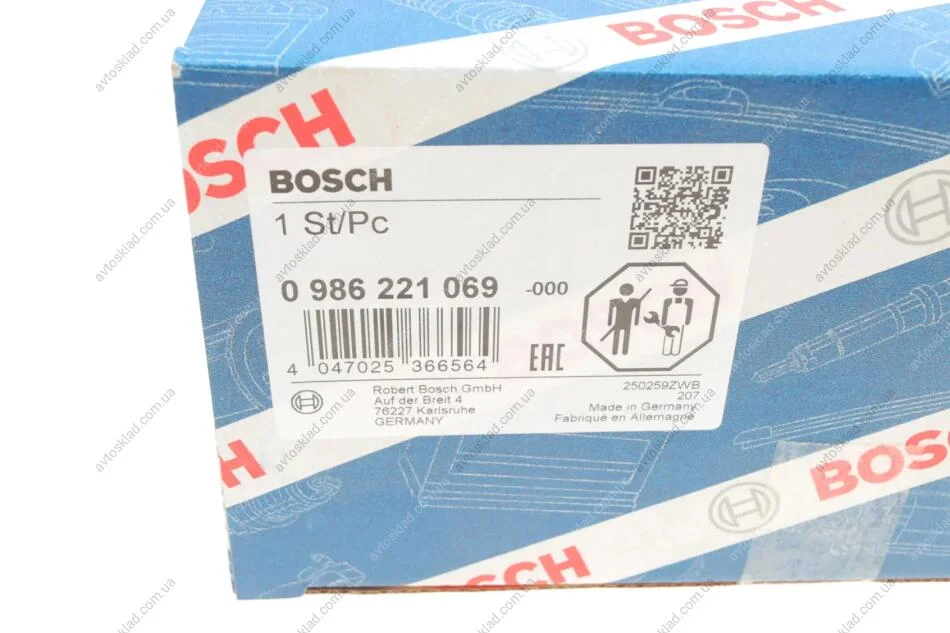 BOSCH
BOSCH
BOSCH
1 St/Pc
0 986 221 069 -000
4 047025 366564
EAC
Robert Bosch GmbH
Auf der Breit 4
76227 Karlsruhe
GERMANY
250259ZWB
207
Made in Germany
Fabriqué en Allemagne
BOSCH
BOSCH
avtosklad.com.ua